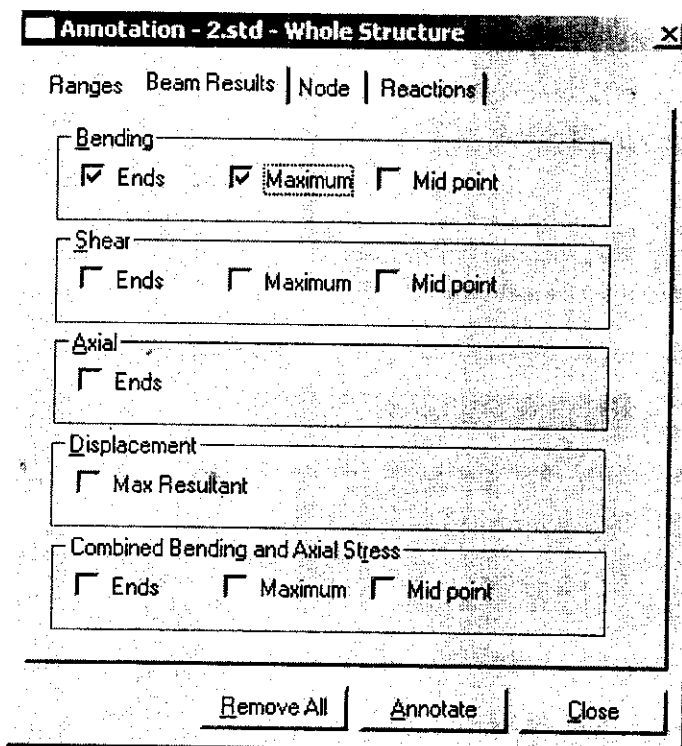 Annotation - 2.std - Whole Structure
Ranges Beam Results Node Reactions
Bending
Ends Maximum Mid point
Shear
Ends Maximum Mid point
Axial
Ends
Displacement
Max Resultant
Combined Bending and Axial Stress
Ends Maximum Mid point
Remove All Annotate Close